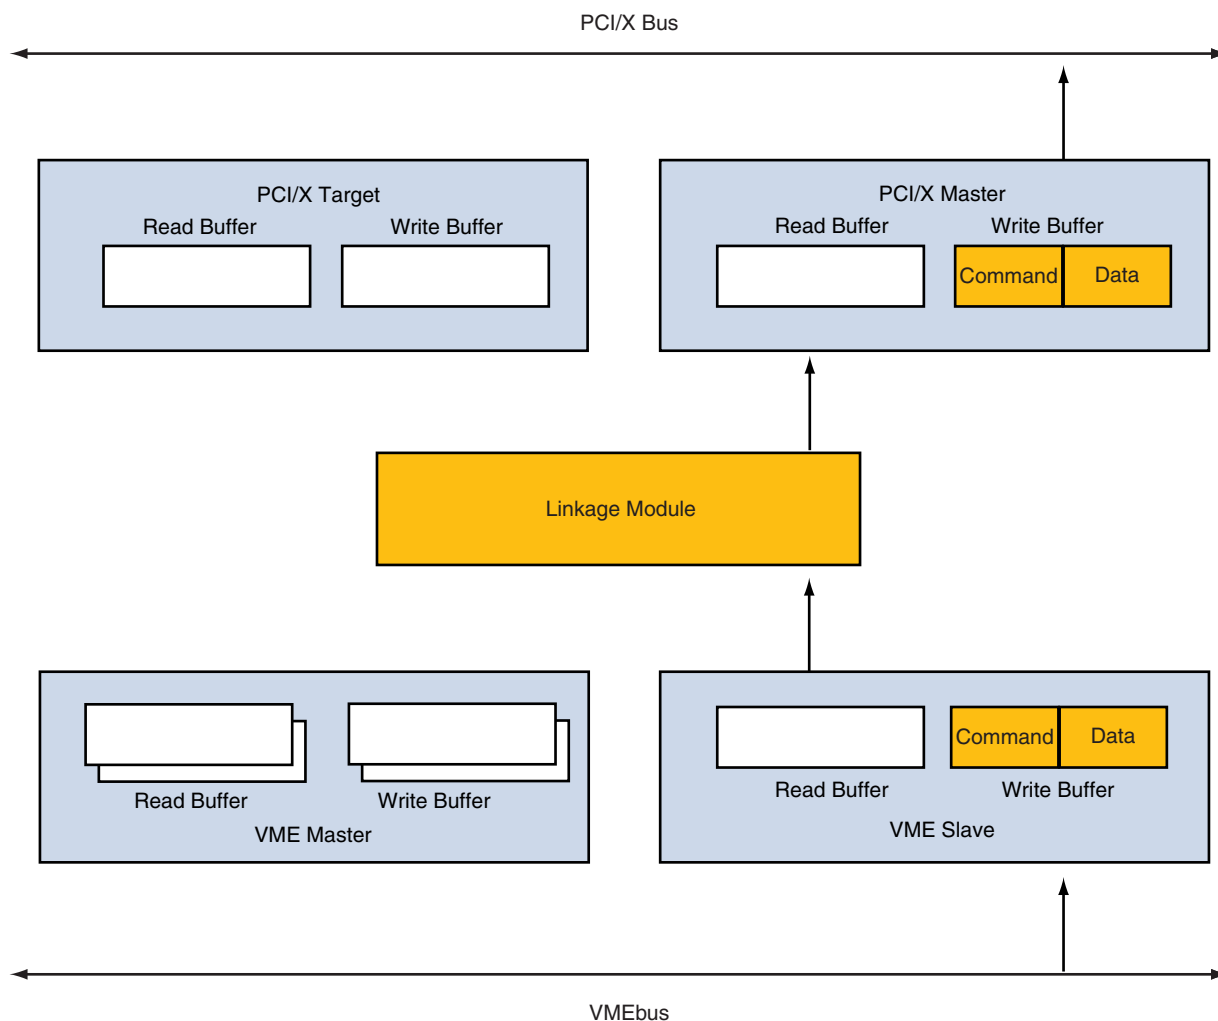 PCI/X Bus
PCI/X Target
Read Buffer
Write Buffer
PCI/X Master
Read Buffer
Write Buffer
Command
Data
Linkage Module
Read Buffer
Write Buffer
VME Master
Command
Data
Read Buffer
Write Buffer
VME Slave
VMEbus